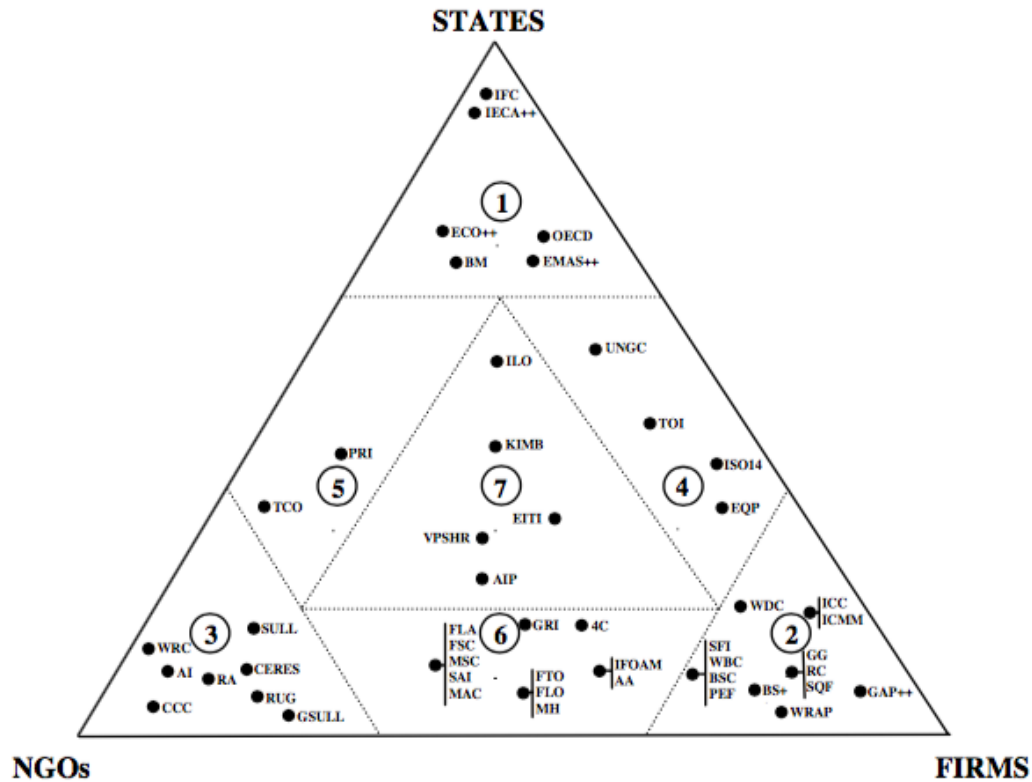 STATES
IFC
IECA++
1
ECO++
OECD
BM
EMAS++
UNGC
ILO
TOI
KIMB
PRI
ISO14
5
7
4
TCO
EQP
EITI
VPSHR
AIP
WDC
ICC
ICMM
3
SULL
WRC
AI
RA
CERES
RUG
CCC
GSULL
6
GRI
4C
FLA
FSC
MSC
SAI
MAC
FTO
FLO
MH
IFOAM
AA
2
SFI
WBC
BSC
PEF
GG
RC
SQF
BS+
GAP++
WRAP
NGOs
FIRMS